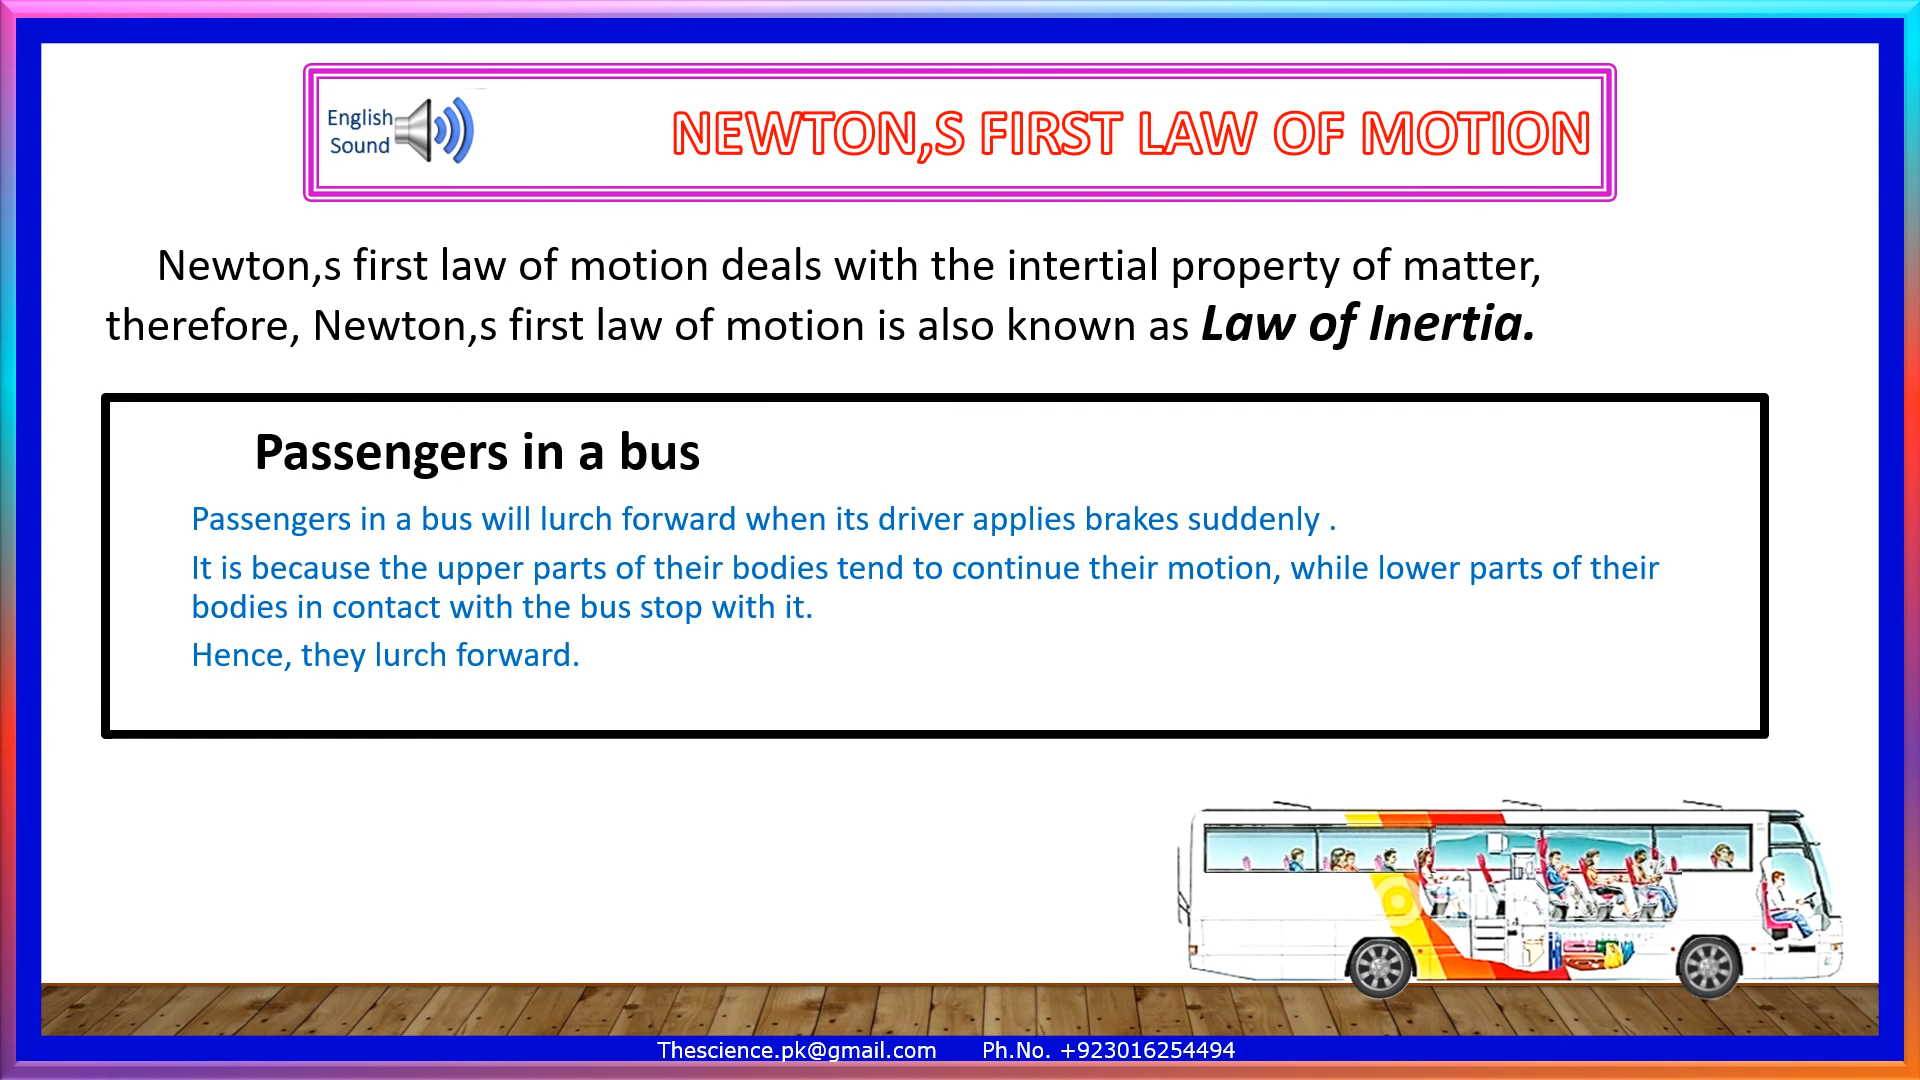 English
Sound
NEWTON,S FIRST LAW OF MOTION
Newton,s first law of motion deals with the intertial property of matter,
therefore, Newton,s first law of motion is also known as Law of Inertia.
Passengers in a bus
Passengers in a bus will lurch forward when its driver applies brakes suddenly .
It is because the upper parts of their bodies tend to continue their motion, while lower parts of their
bodies in contact with the bus stop with it.
Hence, they lurch forward.
Thescience.pk@gmail.com Ph.No. +923016254494